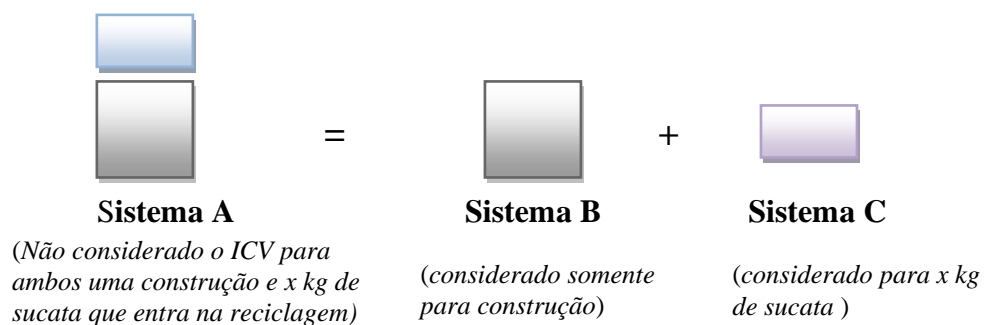 = +
Sistema A Sistema B Sistema C
(Não considerado o ICV para
ambos uma construção e x kg de
sucata que entra na reciclagem)
(considerado somente
para construção)
(considerado para x kg
de sucata )